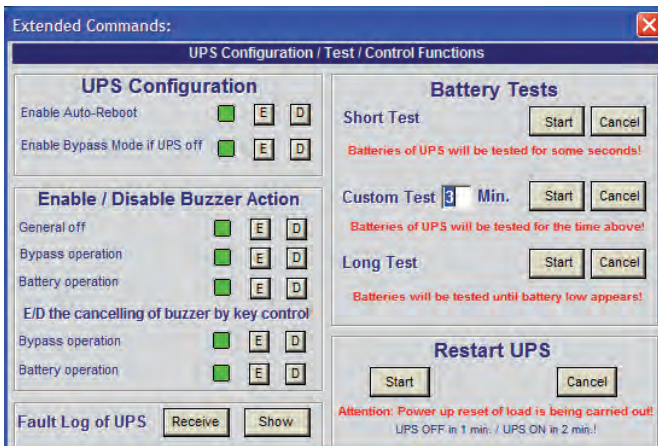 Extended Commands:
UPS Configuration / Test / Control Functions
UPS Configuration
Enable Auto-Reboot E D
Enable Bypass Mode if UPS off E D
Enable / Disable Buzzer Action
General off E D
Bypass operation E D
Battery operation E D
E/D the cancelling of buzzer by key control
Bypass operation E D
Battery operation E D
Fault Log of UPS Receive Show
Battery Tests
Short Test Start Cancel
Batteries of UPS will be tested for some seconds!
Custom Test 3 Min. Start Cancel
Batteries of UPS will be tested for the time above!
Long Test Start Cancel
Batteries will be tested until battery low appears!
Restart UPS
Start Cancel
Attention: Power up reset of load is being carried out!
UPS OFF in 1 min. / UPS ON in 2 min.!